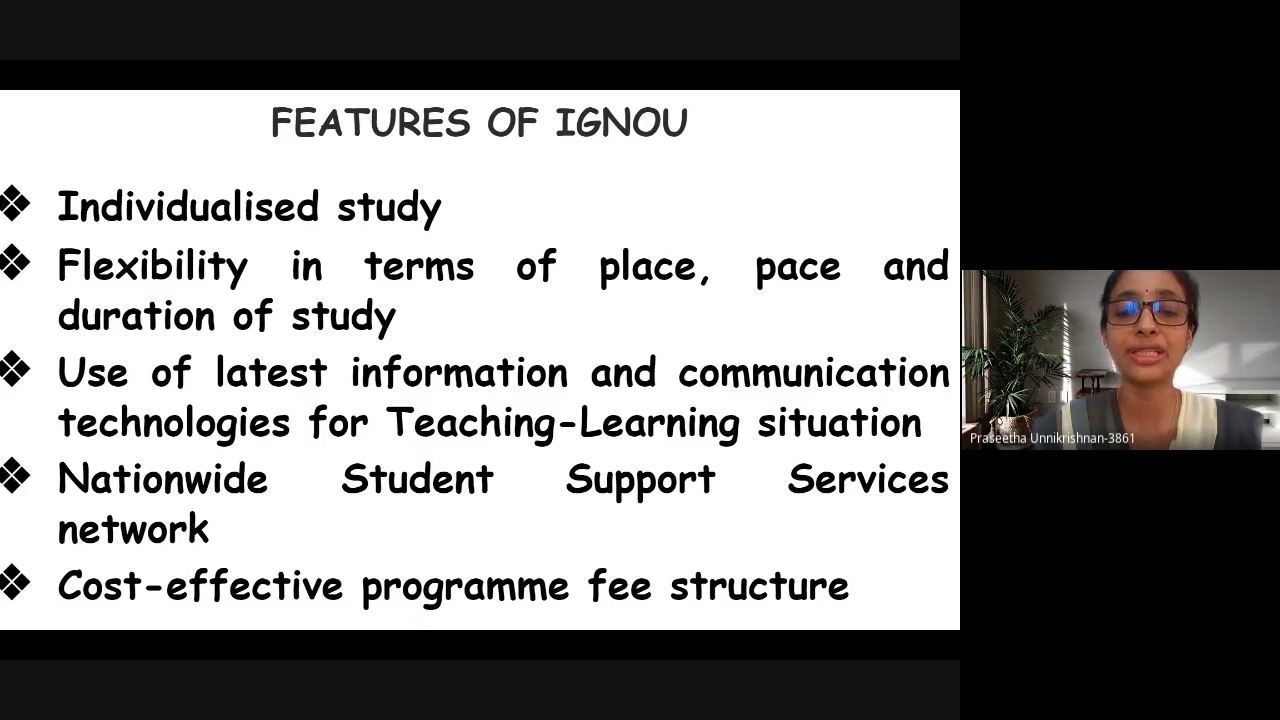 FEATURES OF IGNOU
❖ Individualised study
❖ Flexibility in terms of place, pace and
duration of study
❖ Use of latest information and communication
technologies for Teaching-Learning situation
❖ Nationwide Student Support Services
network
❖ Cost-effective programme fee structure
Praseetha Unnikrishnan-3861